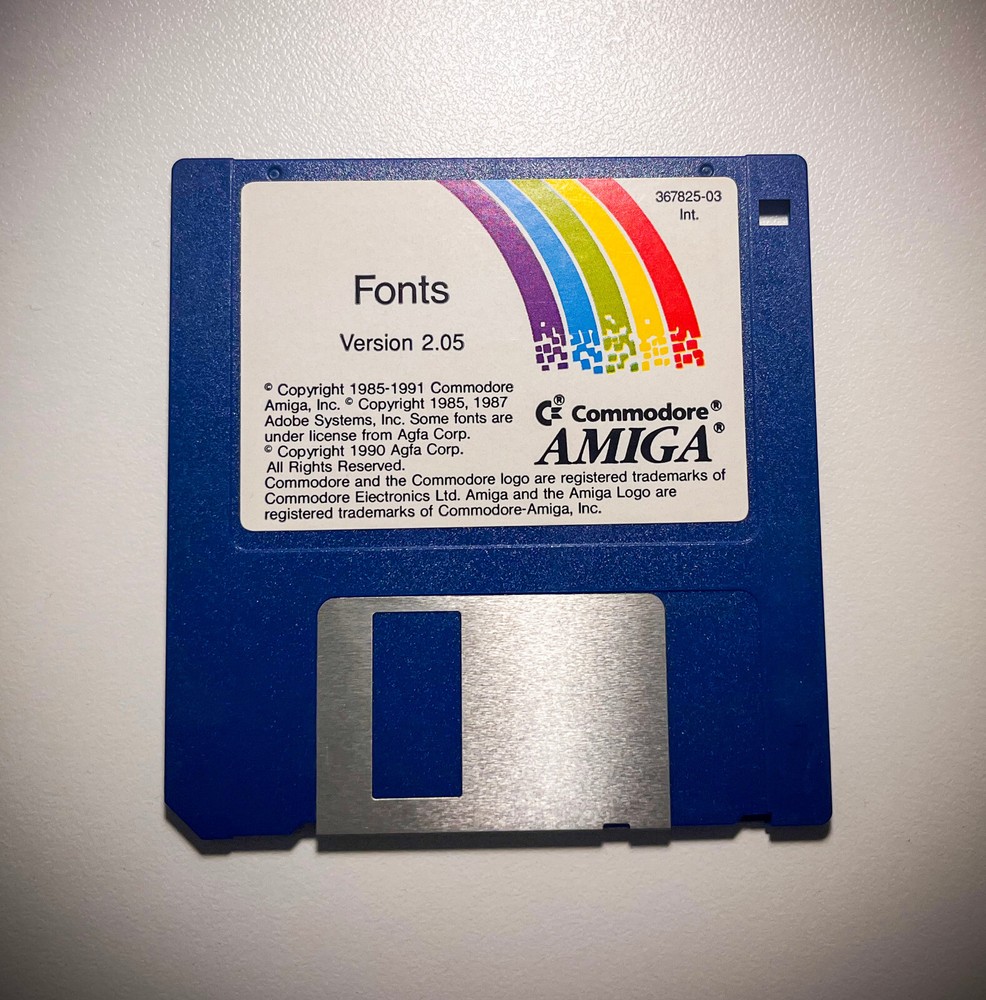 367825-03
Int.
Fonts
Version 2.05
© Copyright 1985-1991 Commodore
Amiga, Inc. © Copyright 1985, 1987
Adobe Systems, Inc. Some fonts are
under license from Agfa Corp.
© Copyright 1990 Agfa Corp.
All Rights Reserved.
C® Commodore®
AMIGA®
Commodore and the Commodore logo are registered trademarks of
Commodore Electronics Ltd. Amiga and the Amiga Logo are
registered trademarks of Commodore-Amiga, Inc.